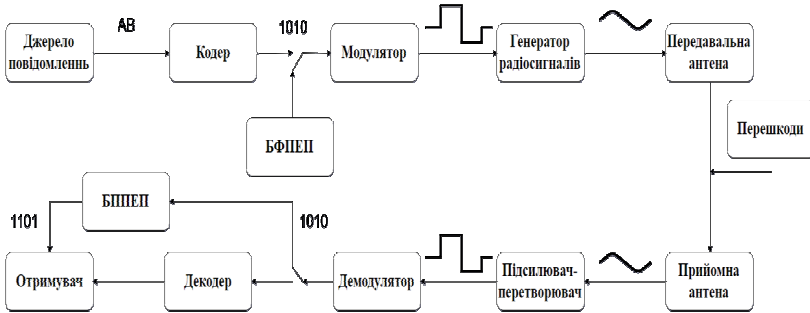 АВ
1010
Джерело
повідомленнь
Кодер
Модулятор
Генератор
радіосигналів
Передавальна
антена
БФПЕП
Перешкоди
БППЕП
1101
1010
Отримувач
Декодер
Демодулятор
Підсилювач-
перетворювач
Прийомна
антена